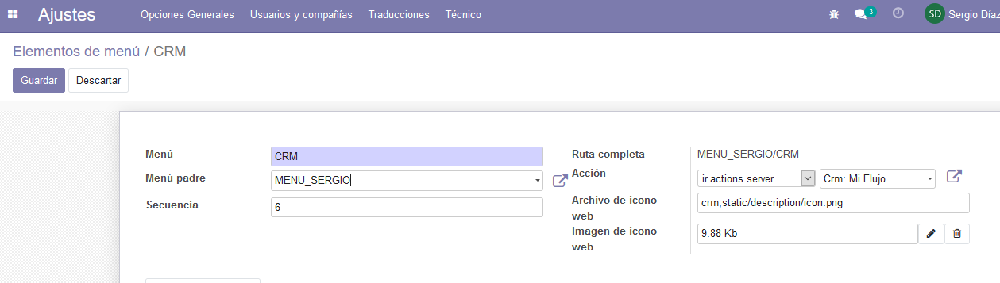 Ajustes Opciones Generales Usuarios y compañías Traducciones Técnico 3 SD Sergio Díaz
Elementos de menú / CRM
Guardar Descartar
Menú CRM Ruta completa MENU_SERGIO/CRM
Menú padre MENU_SERGIO Acción ir.actions.server Crm: Mi Flujo
Secuencia 6 Archivo de icono web crm,static/description/icon.png
Imagen de icono web 9.88 Kb